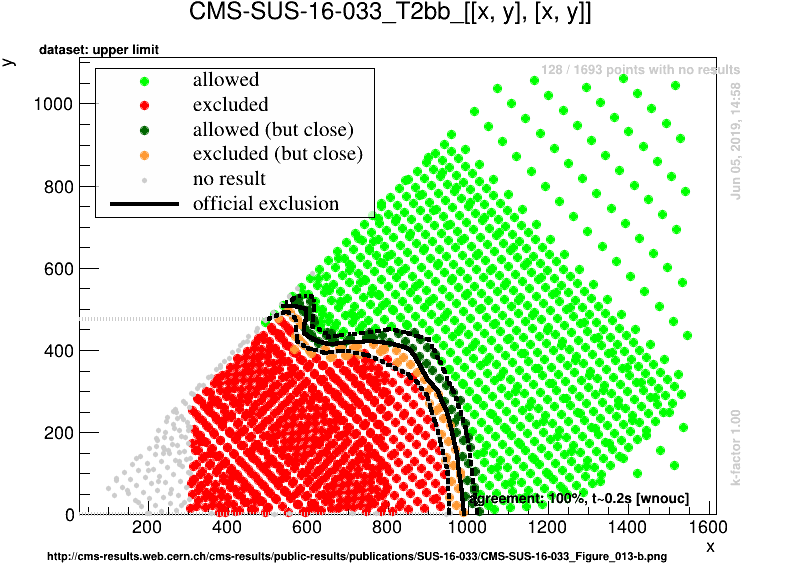 CMS-SUS-16-033_T2bb_[[x, y], [x, y]]
dataset: upper limit
y
128 / 1693 points with no results
allowed
excluded
allowed (but close)
excluded (but close)
no result
official exclusion
Jun 05, 2019, 14:58
k-factor 1.00
1000
800
600
400
200
0
agreement: 100%, t~0.2s [wnouc]
200 400 600 800 1000 1200 1400 1600
x
http://cms-results.web.cern.ch/cms-results/public-results/publications/SUS-16-033/CMS-SUS-16-033_Figure_013-b.png